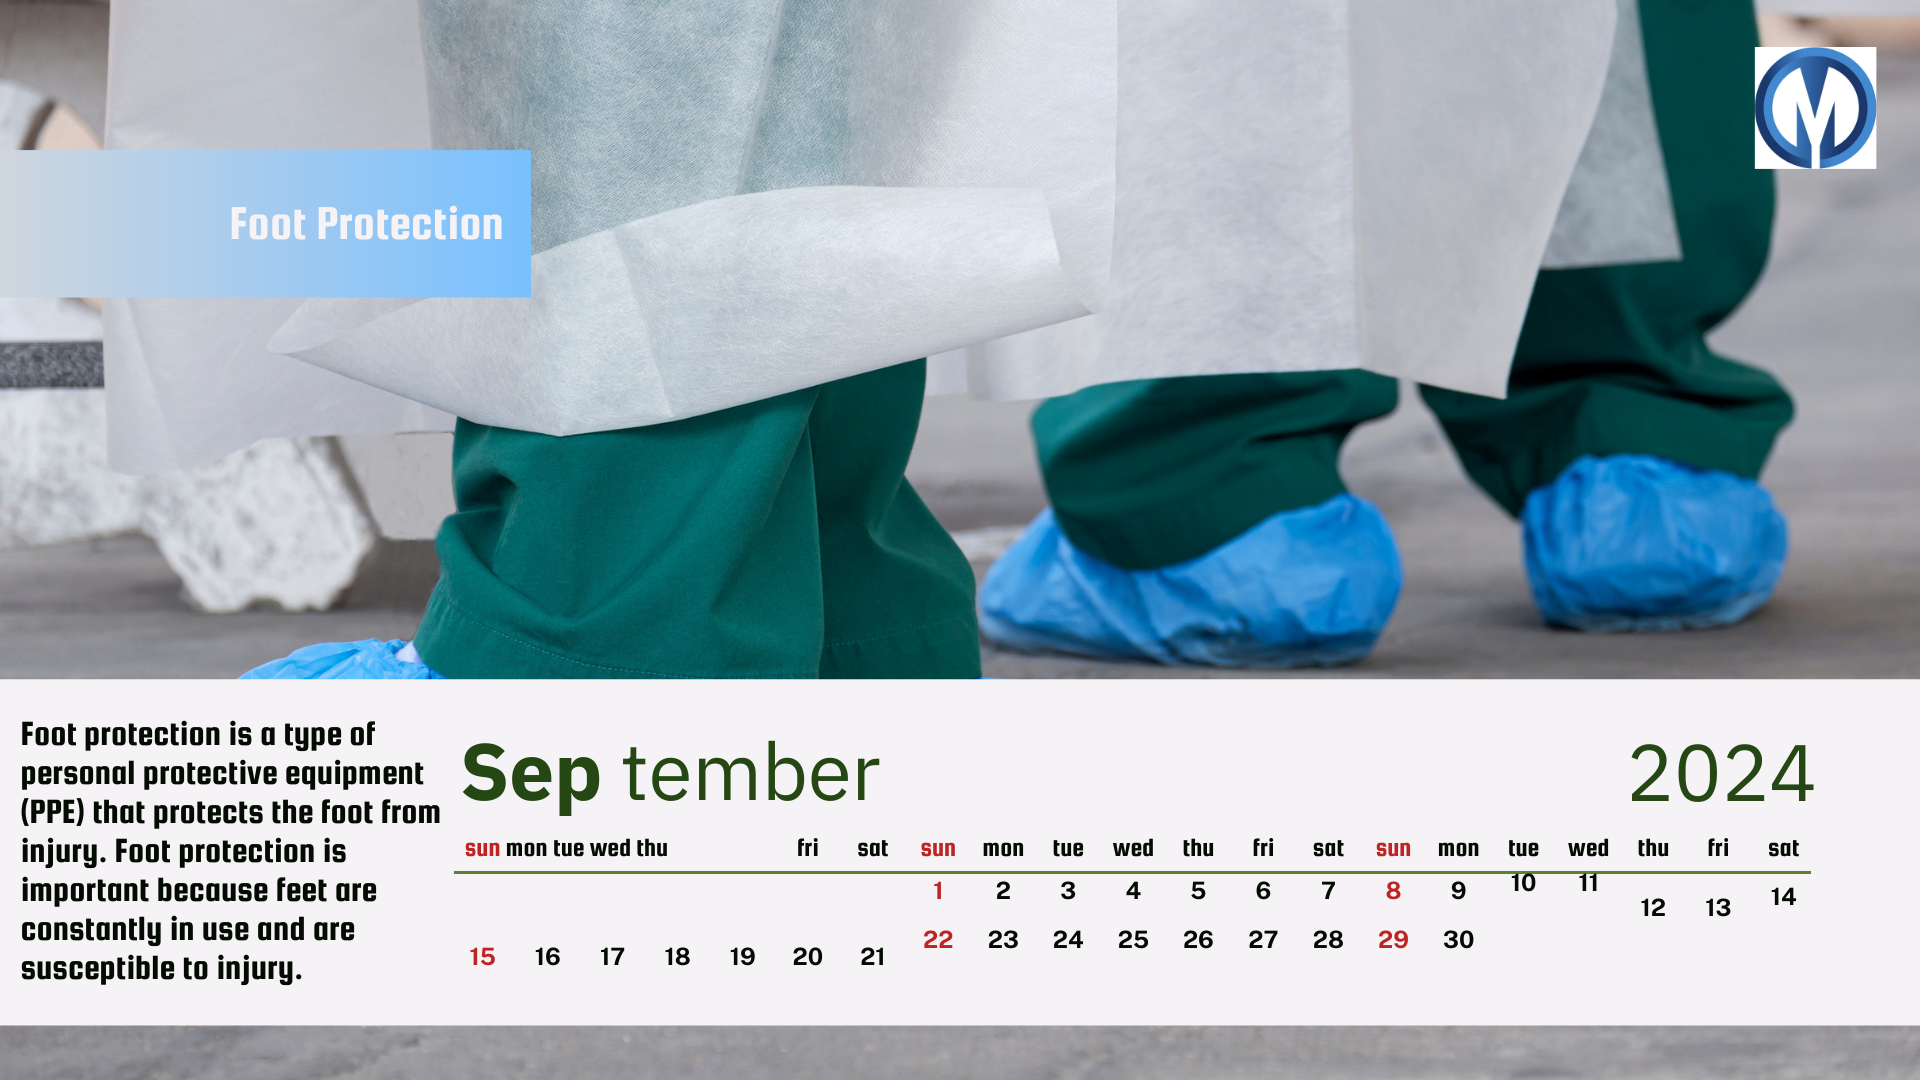 M
Foot Protection
Foot protection is a type of
personal protective equipment
(PPE) that protects the foot from
injury. Foot protection is
important because feet are
constantly in use and are
susceptible to injury.
Sep tember 2024
sun mon tue wed thu fri sat sun mon tue wed thu fri sat sun mon tue wed thu fri sat
1 2 3 4 5 6 7 8 9 10 11 12 13 14
15 16 17 18 19 20 21 22 23 24 25 26 27 28 29 30